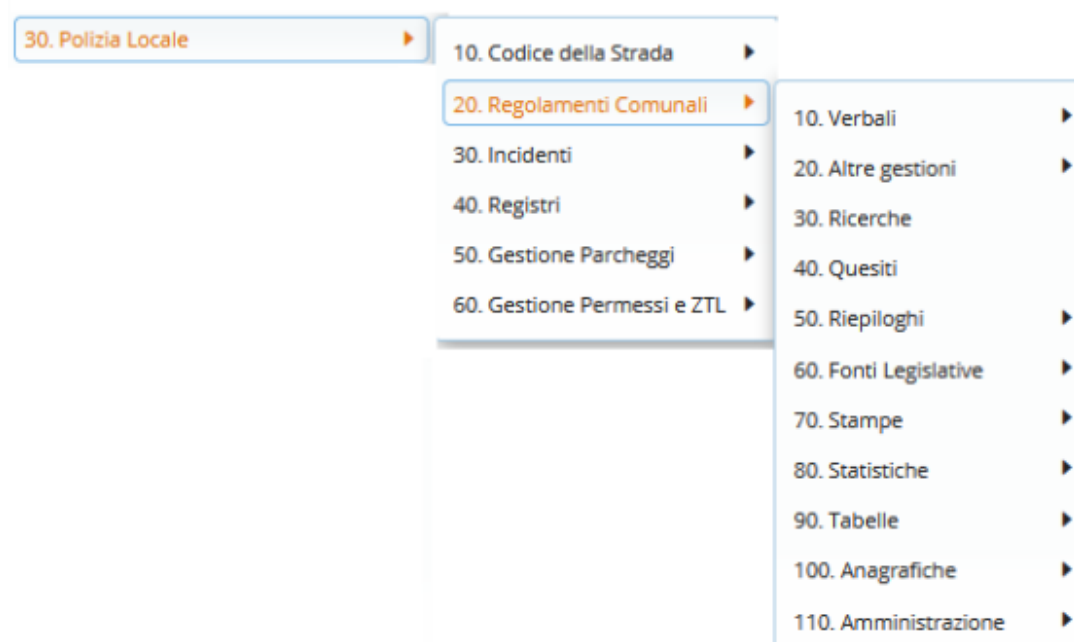 30. Polizia Locale
10. Codice della Strada
20. Regolamenti Comunali
30. Incidenti
40. Registri
50. Gestione Parcheggi
60. Gestione Permessi e ZTL
10. Verbali
20. Altre gestioni
30. Ricerche
40. Quesiti
50. Riepiloghi
60. Fonti Legislative
70. Stampe
80. Statistiche
90. Tabelle
100. Anagrafiche
110. Amministrazione